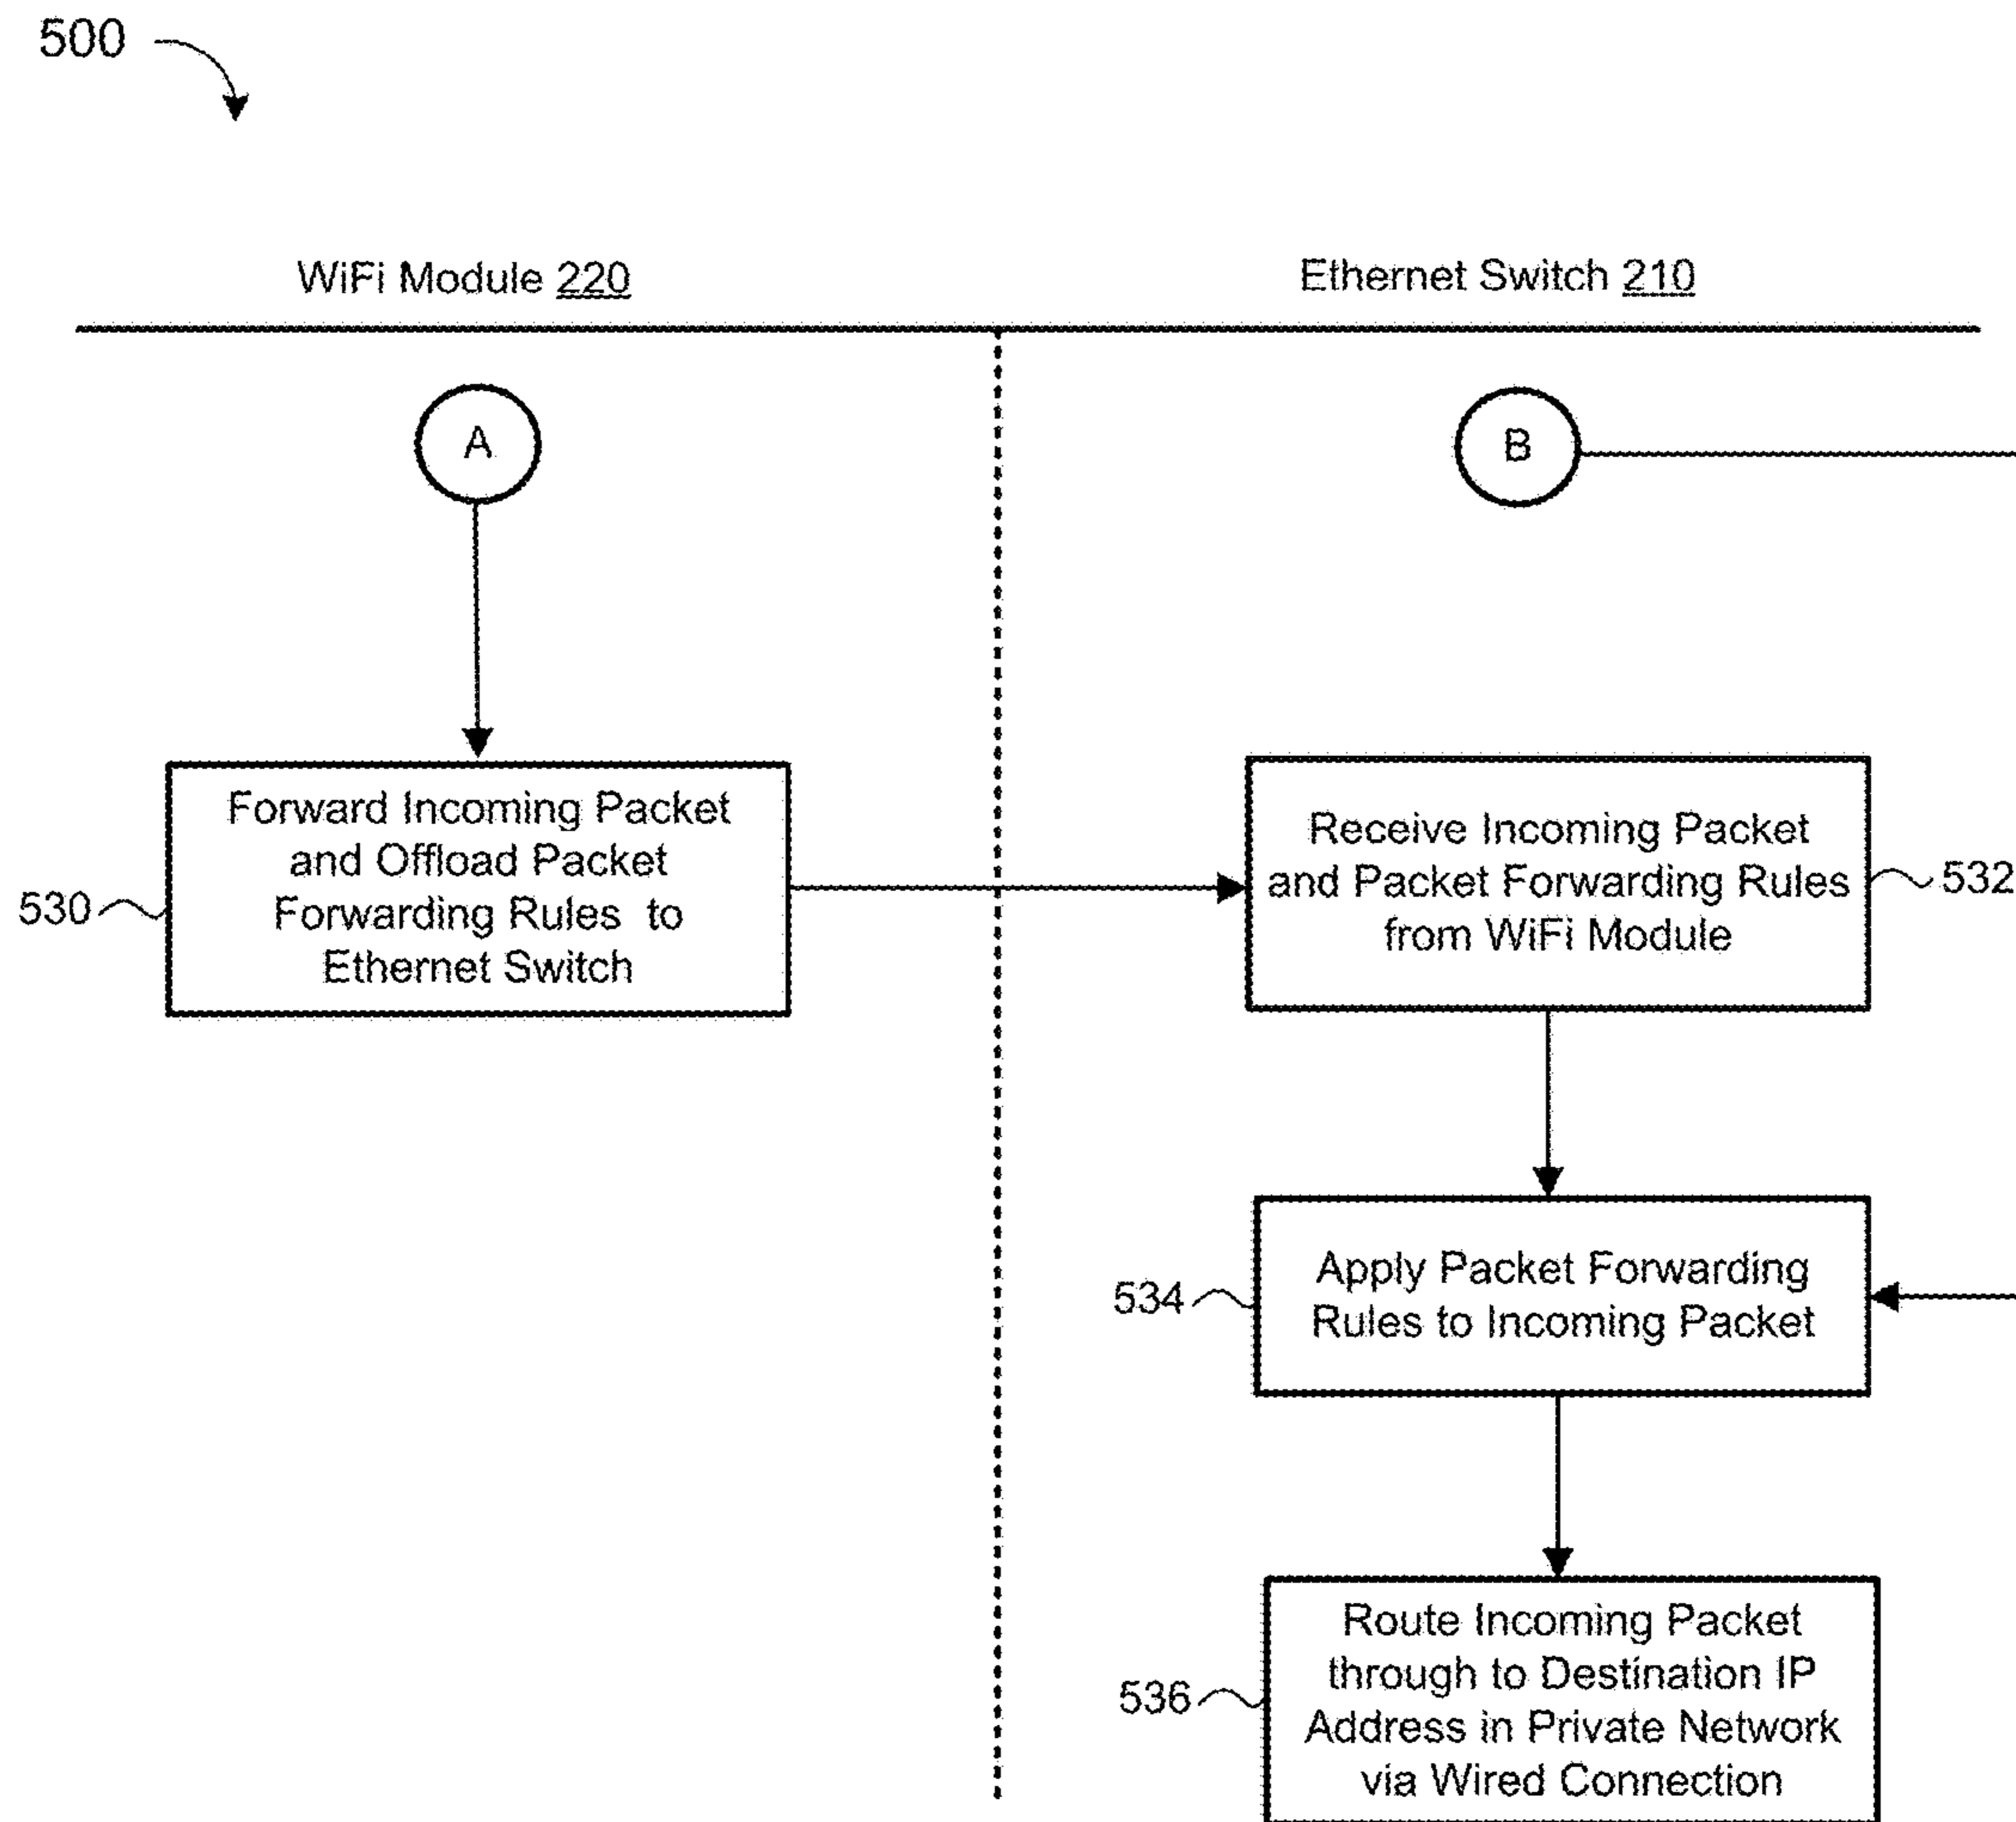 500
WiFi Module 220
Ethernet Switch 210
A
B
Forward Incoming Packet
and Offload Packet
Forwarding Rules to
Ethernet Switch
530
Receive Incoming Packet
and Packet Forwarding Rules
from WiFi Module
532
Apply Packet Forwarding
Rules to Incoming Packet
534
Route Incoming Packet
through to Destination IP
Address in Private Network
via Wired Connection
536